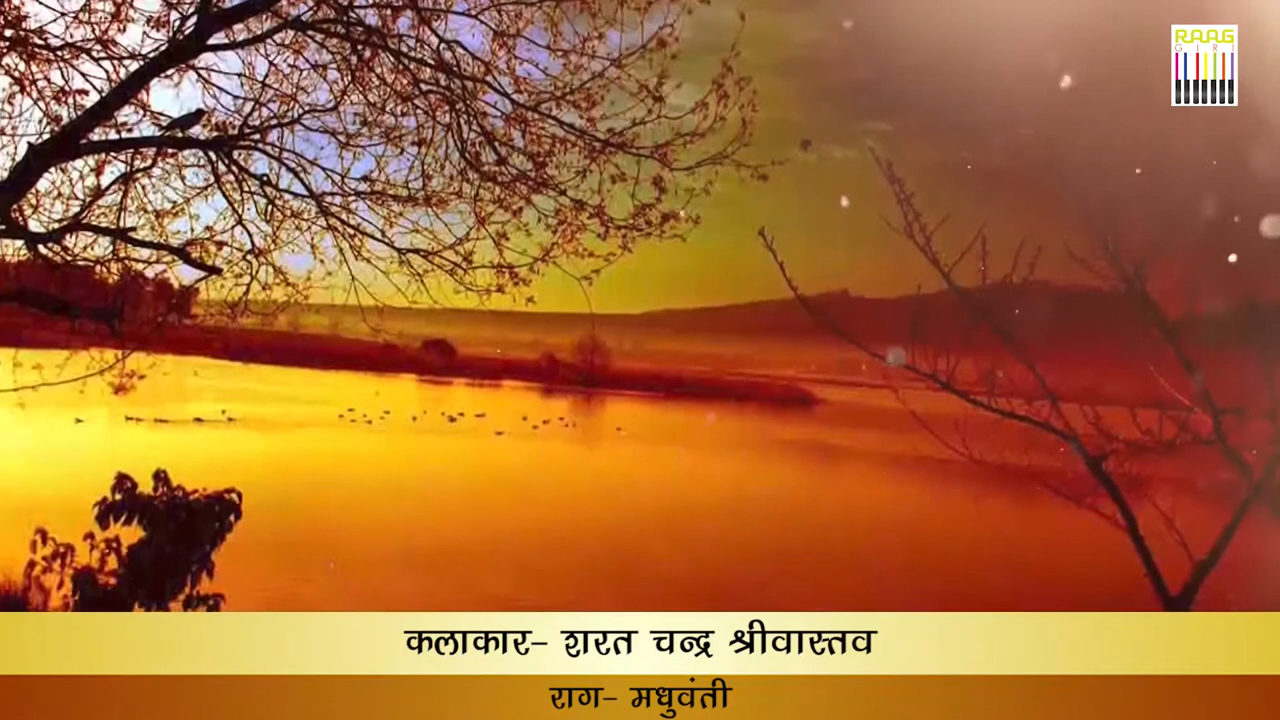 RAAG
GIRI
कलाकार- शरत चन्द्र श्रीवास्तव
राग- मधुवंती